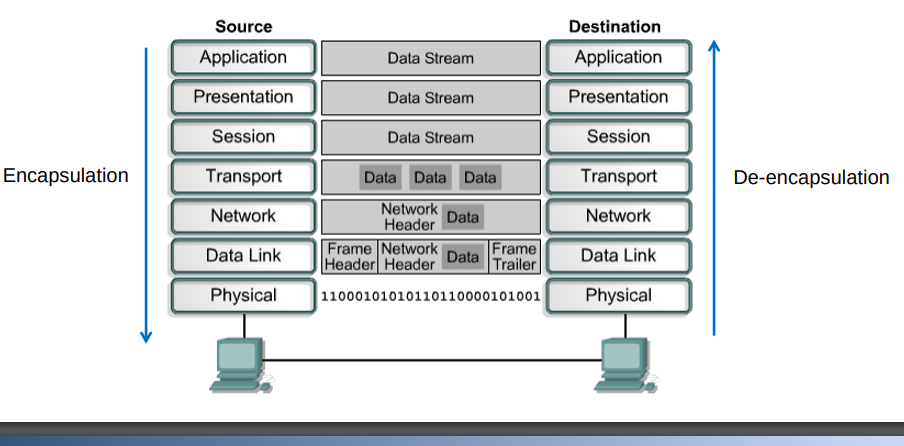 Source
Destination
Application
Data Stream
Application
Presentation
Data Stream
Presentation
Session
Data Stream
Session
Encapsulation
Transport
Data Data Data
Transport
De-encapsulation
Network
Network
Header
Data
Network
Data Link
Frame
Header
Network
Header
Data
Frame
Trailer
Data Link
Physical
11000101010110110000101001
Physical